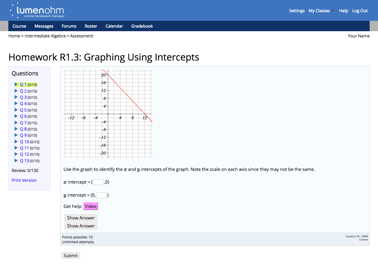 lumenohm
online homework manager
Settings My Classes Help Log Out
Course Messages Forums Roster Calendar Gradebook
Home > Intermediate Algebra > Assessment
Your Name
Homework R1.3: Graphing Using Intercepts
Questions
Q 1 (0/10)
Q 2 (0/10)
Q 3 (0/10)
Q 4 (0/10)
Q 5 (0/10)
Q 6 (0/10)
Q 7 (0/10)
Q 8 (0/10)
Q 9 (0/10)
Q 10 (0/10)
Q 11 (0/10)
Q 12 (0/10)
Q 13 (0/10)
Review: 0/130
Print Version
20
16
12
8
4
-12 -8 -4 4 8 12
-4
-8
-12
-16
-20
Use the graph to identify the x and y intercepts of the graph. Note the scale on each axis since they may not be the same.
x intercept = ( ,0)
y intercept = (0, )
Get help: Video
Show Answer
Show Answer
Points possible: 10
Unlimited attempts.
Submit